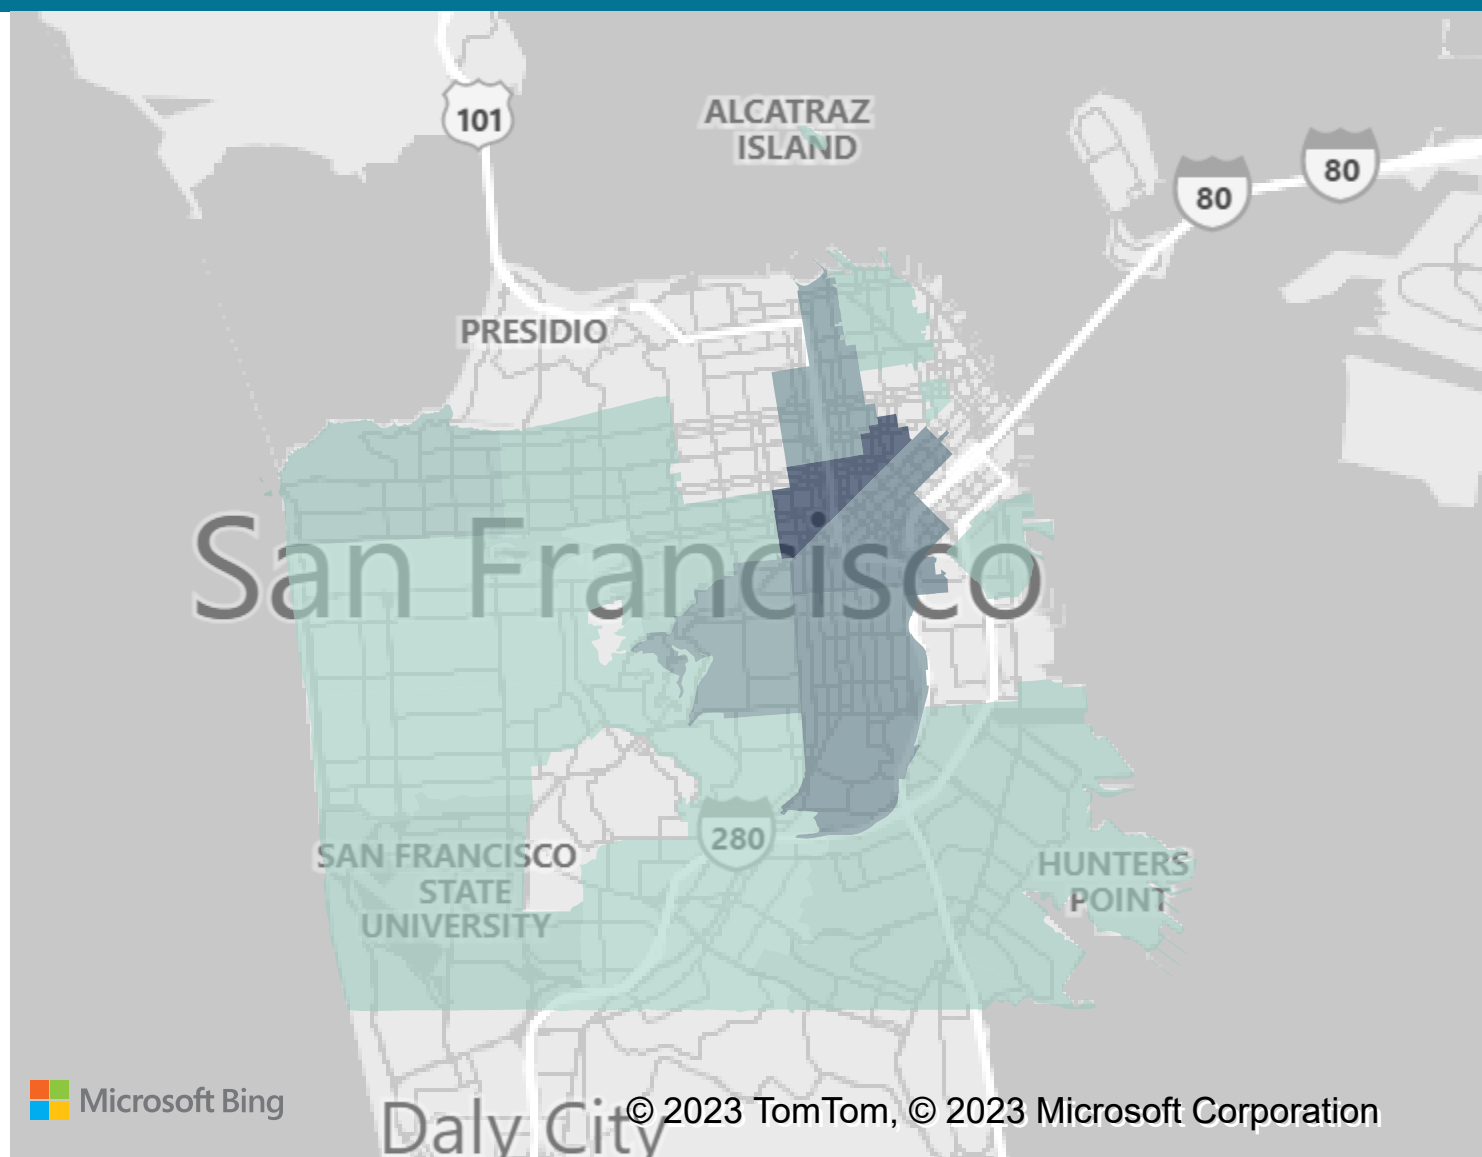 101
ALCATRAZ
ISLAND
80
80
PRESIDIO
San Francisco
280
SAN FRANCISCO
STATE
UNIVERSITY
HUNTERS
POINT
Microsoft Bing
Daly City
© 2023 TomTom, © 2023 Microsoft Corporation